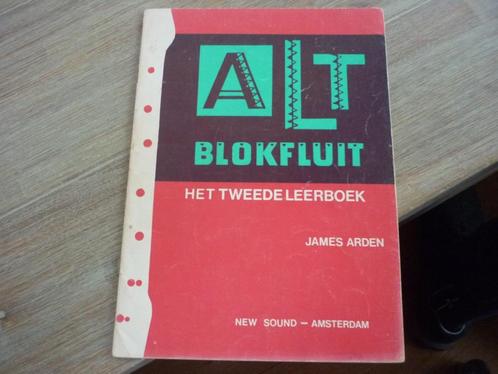 ALT
BLOKFLUIT
HET TWEEDE LEERBOEK
JAMES ARDEN
NEW SOUND – AMSTERDAM